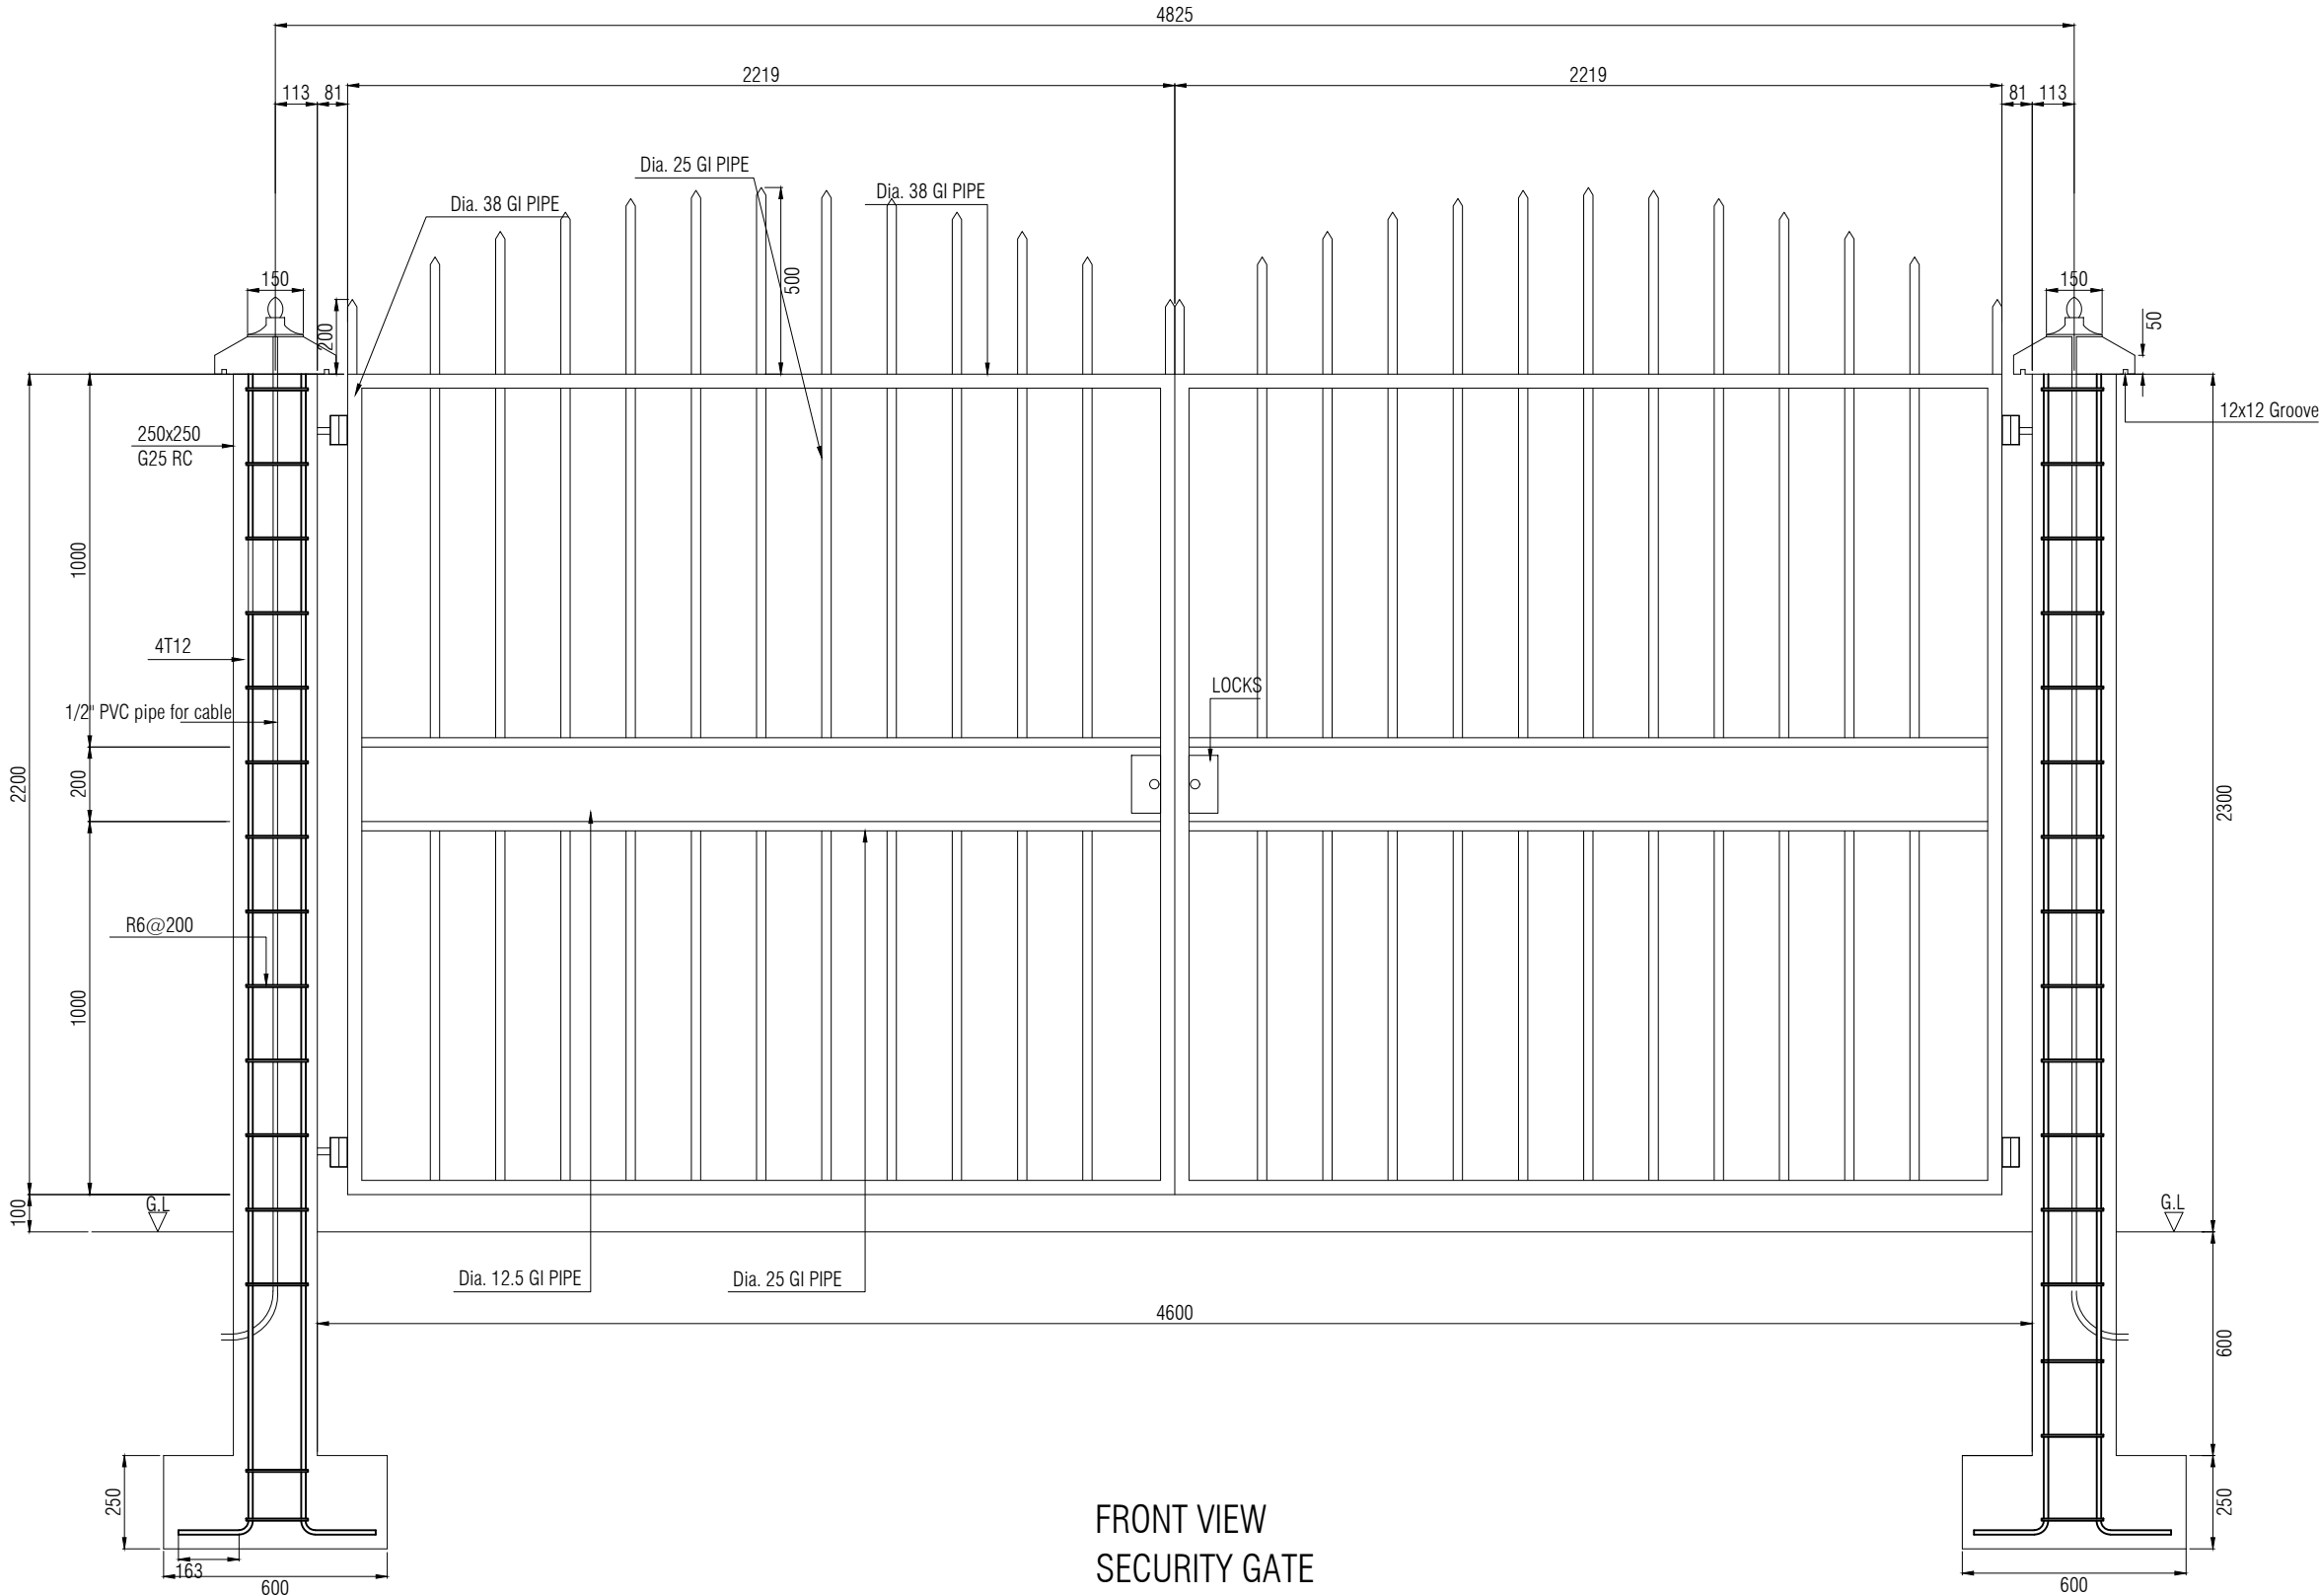 4825
2219
2219
113
81
81
113
Dia. 25 GI PIPE
Dia. 38 GI PIPE
Dia. 38 GI PIPE
150
500
150
200
50
250x250
G25 RC
12x12 Groove
1000
4T12
LOCKS
1/2" PVC pipe for cable
2200
200
2300
R6@200
1000
100
G.L
G.L
Dia. 12.5 GI PIPE
Dia. 25 GI PIPE
4600
600
250
250
163
600
600
FRONT VIEW
SECURITY GATE